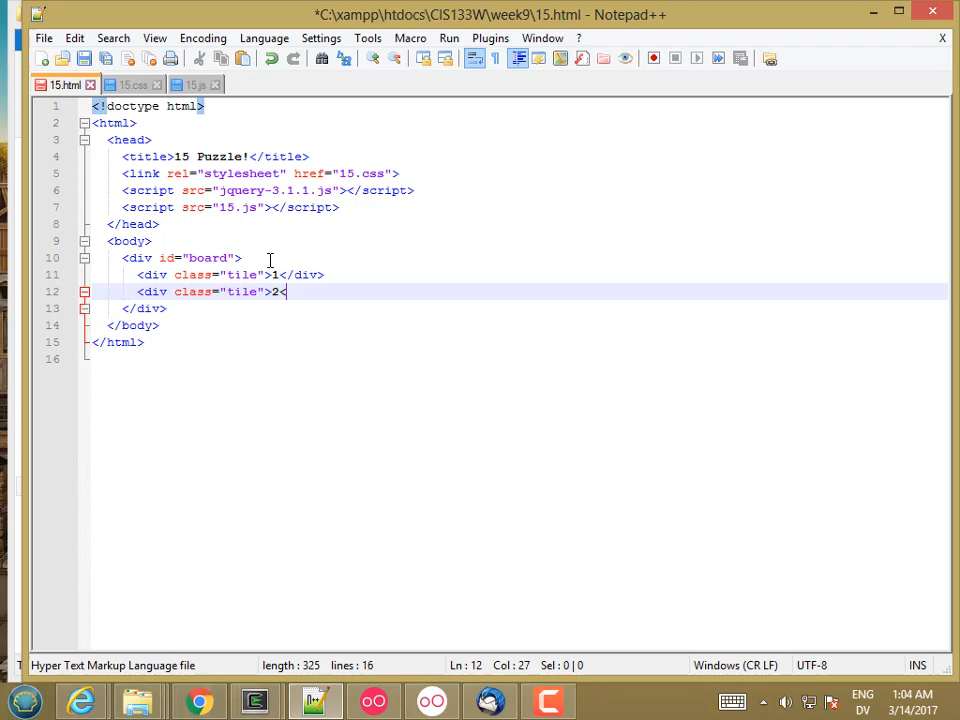 *C:\xampp\htdocs\CIS133W\week9\15.html - Notepad++
File Edit Search View Encoding Language Settings Tools Macro Run Plugins Window ? X
15.html 15.css 15.js
1 <!doctype html>
2 <html>
3 <head>
4 <title>15 Puzzle!</title>
5 <link rel="stylesheet" href="15.css">
6 <script src="jquery-3.1.1.js"></script>
7 <script src="15.js"></script>
8 </head>
9 <body>
10 <div id="board">
11 <div class="tile">1</div>
12 <div class="tile">2<
13 </div>
14 </body>
15 </html>
16
Hyper Text Markup Language file length : 325 lines : 16 Ln : 12 Col : 27 Sel : 0 | 0 Windows (CR LF) UTF-8 INS
ENG 1:04 AM
DV 3/14/2017